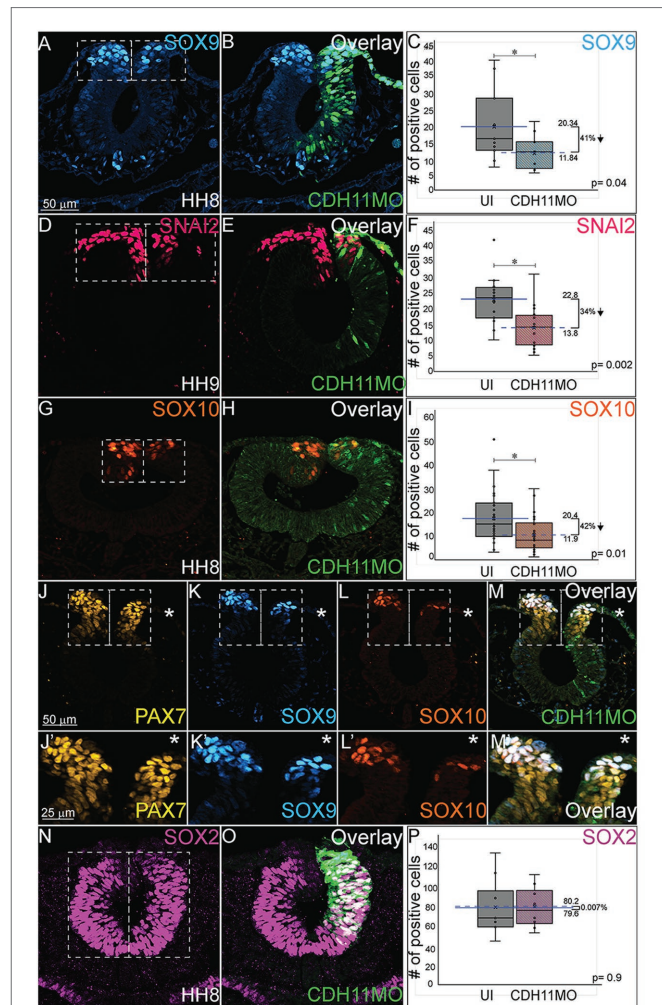 A SOX9
50 μm HH8
B Overlay
CDH11MO
C SOX9
# of positive cells
45
40
35
30
25
20
15
10
5
0
*
20.34
41%
11.84
UI CDH11MO
p= 0.04
D SNAI2
HH9
E Overlay
CDH11MO
F SNAI2
# of positive cells
45
40
35
30
25
20
15
10
5
0
*
22.8
34%
13.8
UI CDH11MO
p= 0.002
G SOX10
HH8
H Overlay
CDH11MO
I SOX10
# of positive cells
60
50
40
30
20
10
0
*
20.4
42%
11.9
UI CDH11MO
p= 0.01
J *
50 μm PAX7
K *
SOX9
L *
SOX10
M Overlay
*
CDH11MO
J' *
25 μm PAX7
K' *
SOX9
L' *
SOX10
M' *
Overlay
N SOX2
HH8
O Overlay
CDH11MO
P SOX2
# of positive cells
140
120
100
80
60
40
20
0
80.2
0.007%
79.6
UI CDH11MO
p= 0.9